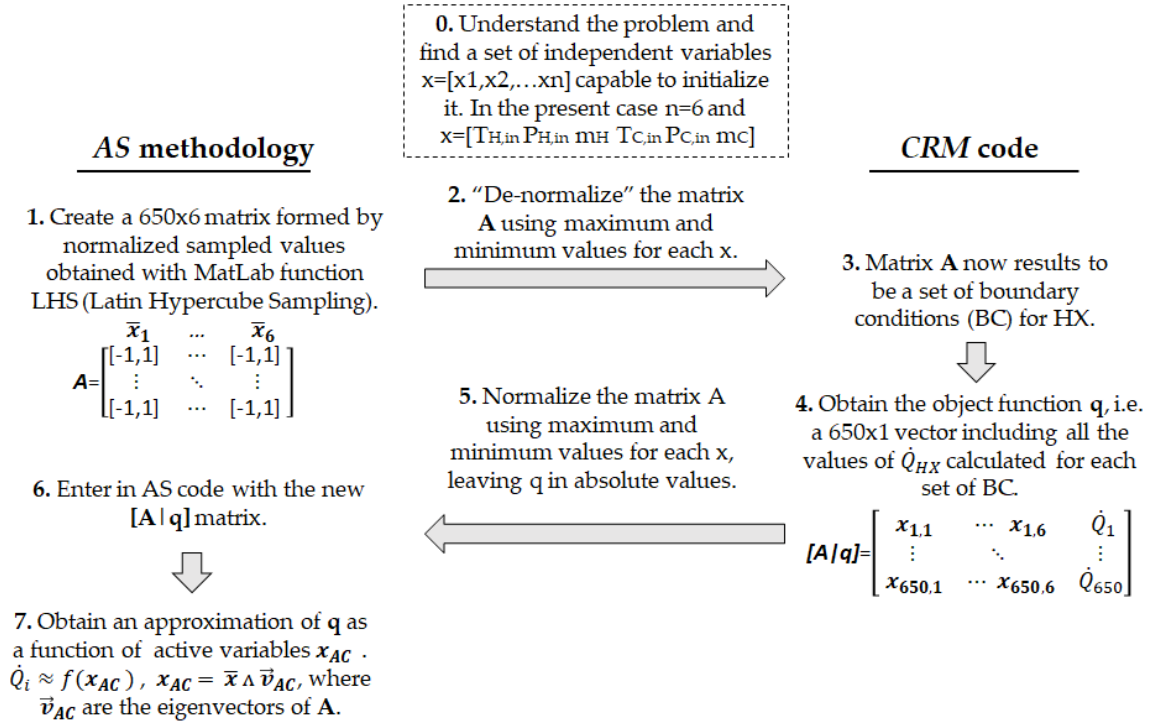 0. Understand the problem and
find a set of independent variables
x=[x1,x2,…xn] capable to initialize
it. In the present case n=6 and
x=[TH,in PH,in mH TC,in PC,in mC]
AS methodology
CRM code
1. Create a 650x6 matrix formed by
normalized sampled values
obtained with MatLab function
LHS (Latin Hypercube Sampling).
x̅1 … x̅6
[-1,1] ⋯ [-1,1]
A= ⋮ ⋱ ⋮
[-1,1] ⋯ [-1,1]
2. “De-normalize” the matrix
A using maximum and
minimum values for each x.
3. Matrix A now results to
be a set of boundary
conditions (BC) for HX.
4. Obtain the object function q, i.e.
a 650x1 vector including all the
values of Q̇HX calculated for each
set of BC.
x1,1 ⋯ x1,6 Q̇1
[A|q]= ⋮ ⋱ ⋮
x650,1 ⋯ x650,6 Q̇650
5. Normalize the matrix A
using maximum and
minimum values for each x,
leaving q in absolute values.
6. Enter in AS code with the new
[A|q] matrix.
7. Obtain an approximation of q as
a function of active variables xAC .
Q̇i ≈ f(xAC) , xAC = x̅ ∧ v⃗AC, where
v⃗AC are the eigenvectors of A.